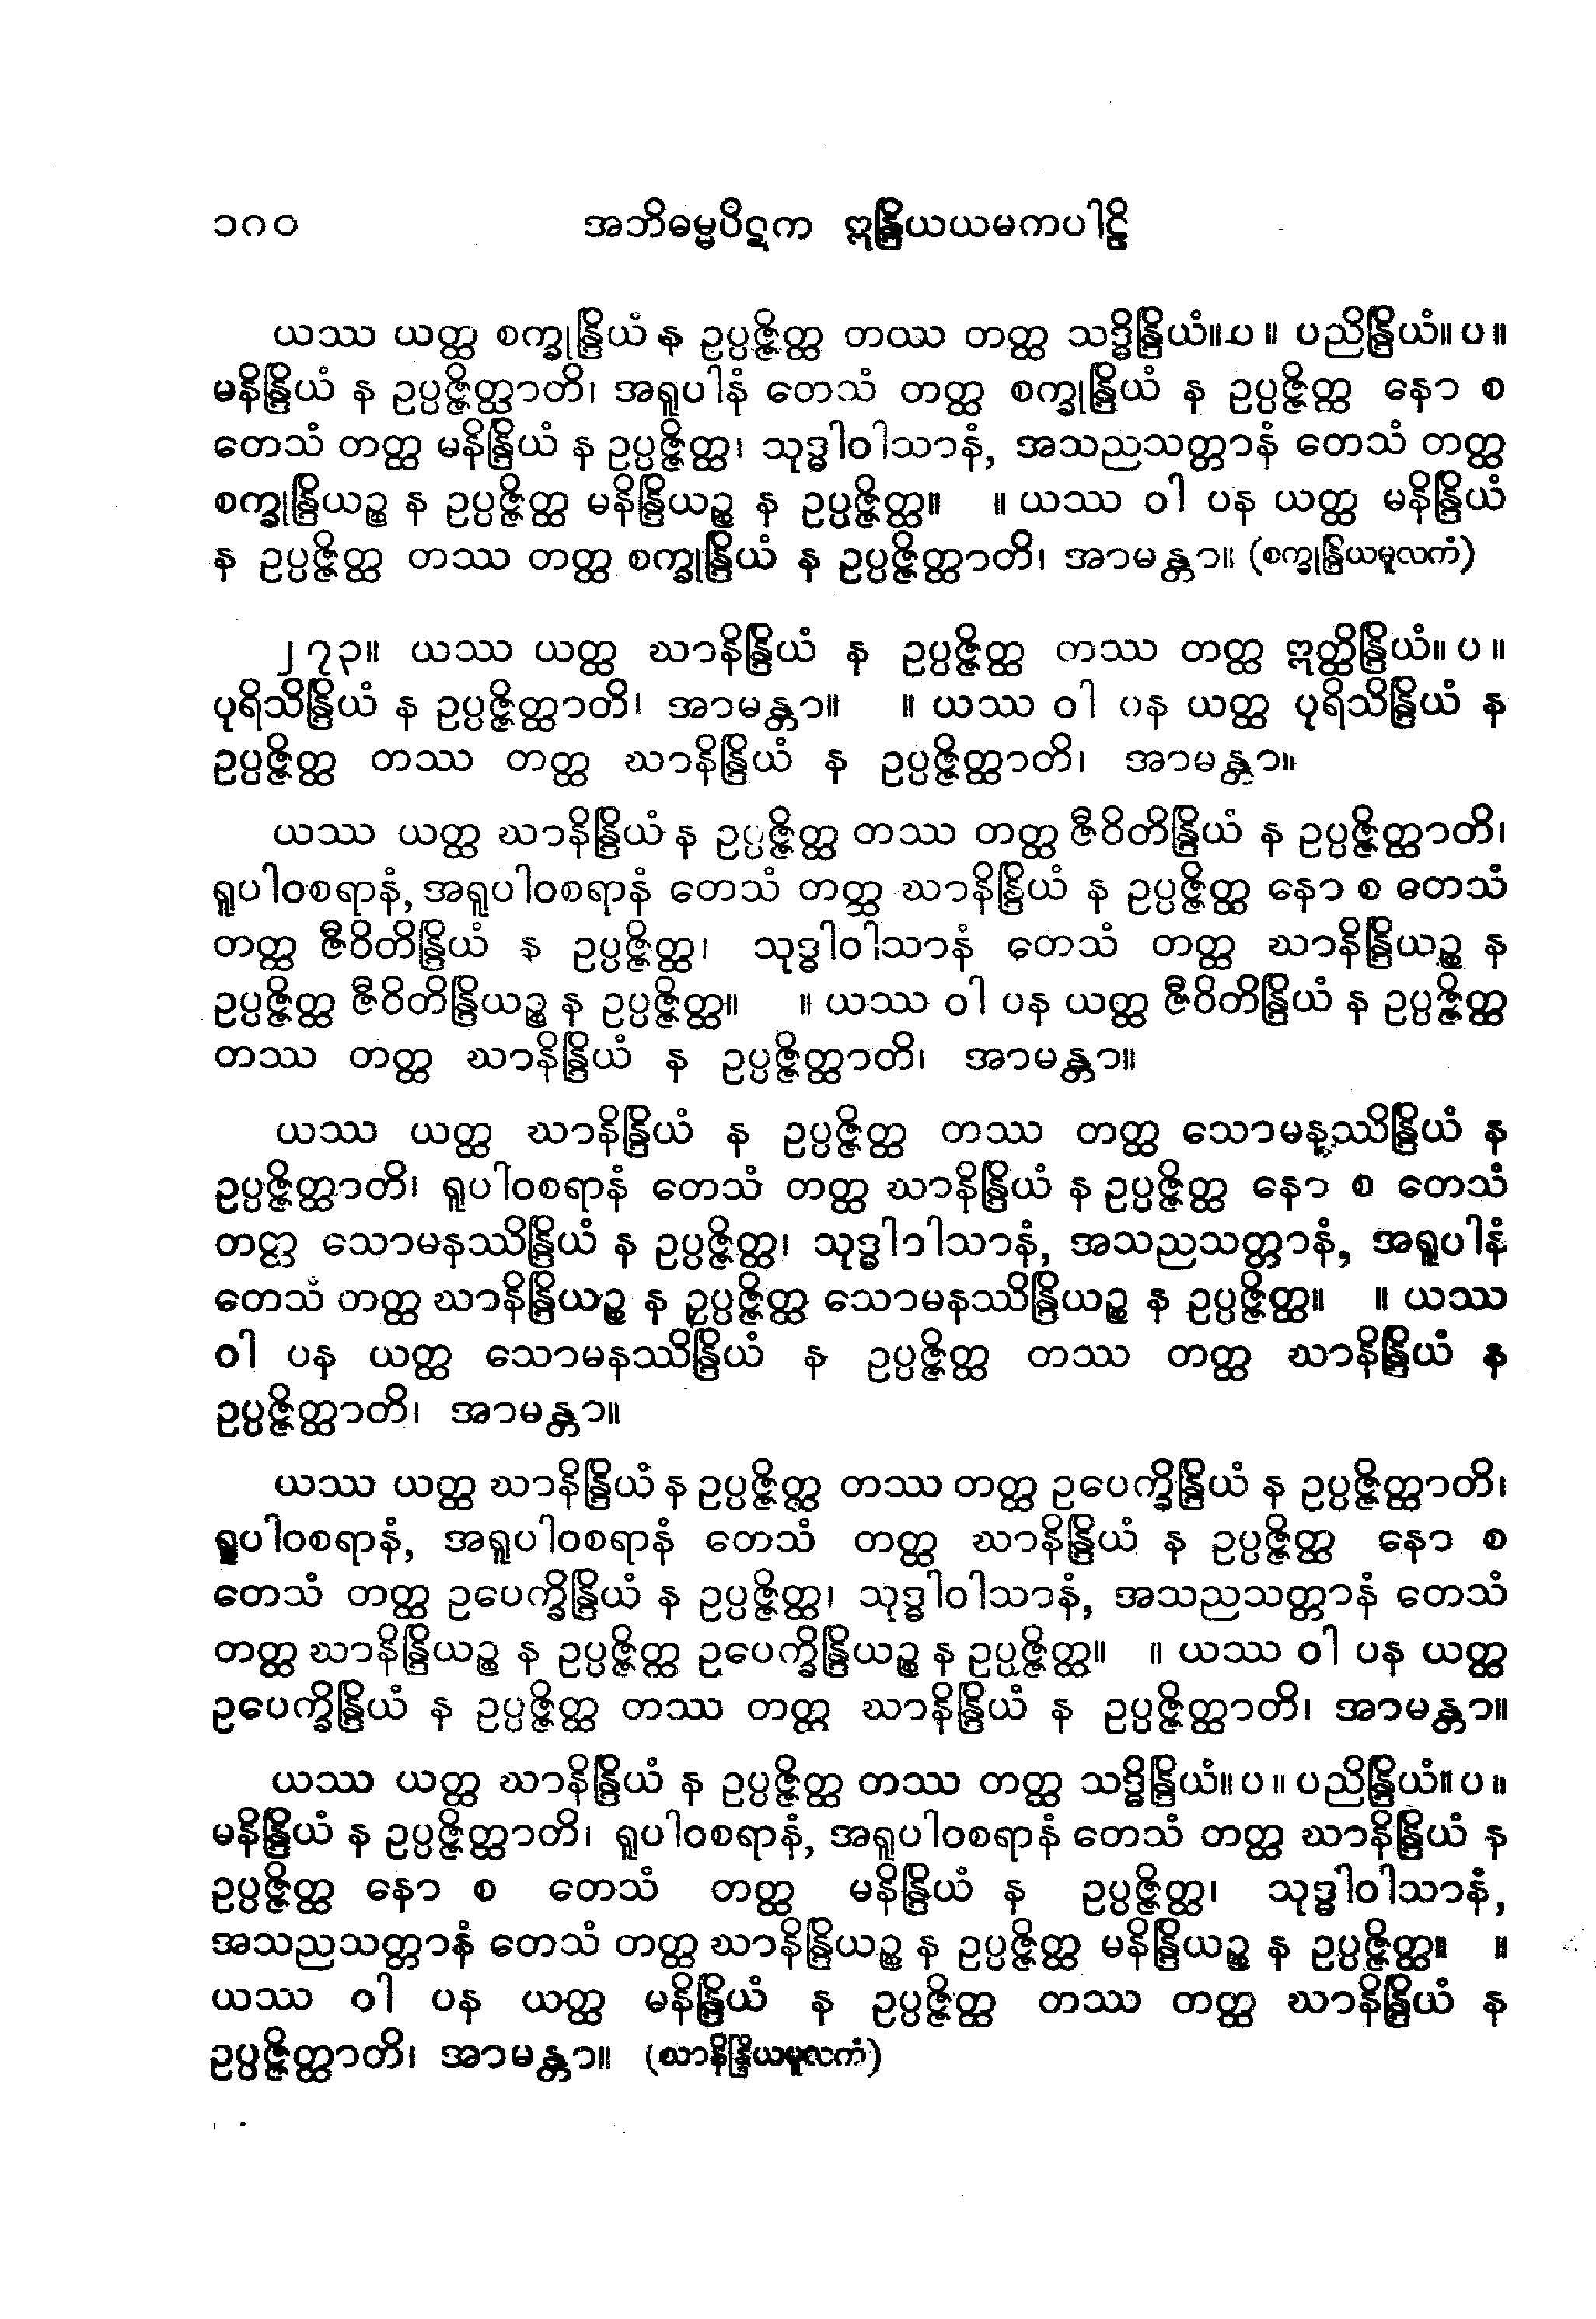 ၁၈၀ အဘိဓမ္မပိဋက ဣန္ဒြိယယမကပါဠိ
ယဿ ယတ္ထ စက္ခုန္ဒြိယံ န ဥပ္ပဇ္ဇိတ္ထ တဿ တတ္ထ သဒ္ဓိန္ဒြိယံ။ပ။ ပညိန္ဒြိယံ။ပ။
မနိန္ဒြိယံ န ဥပ္ပဇ္ဇိတ္ထာတိ၊ အရူပါနံ တေသံ တတ္ထ စက္ခုန္ဒြိယံ န ဥပ္ပဇ္ဇိတ္ထ နော စ
တေသံ တတ္ထ မနိန္ဒြိယံ န ဥပ္ပဇ္ဇိတ္ထ၊ သုဒ္ဓါဝါသာနံ, အသညသတ္တာနံ တေသံ တတ္ထ
စက္ခုန္ဒြိယဉ္စ န ဥပ္ပဇ္ဇိတ္ထ မနိန္ဒြိယဉ္စ န ဥပ္ပဇ္ဇိတ္ထ။ ။ ယဿ ဝါ ပန ယတ္ထ မနိန္ဒြိယံ
န ဥပ္ပဇ္ဇိတ္ထ တဿ တတ္ထ စက္ခုန္ဒြိယံ န ဥပ္ပဇ္ဇိတ္ထာတိ၊ အာမန္တာ။ (စက္ခုန္ဒြိယမူလကံ)
၂၇၃။ ယဿ ယတ္ထ ဃာနိန္ဒြိယံ န ဥပ္ပဇ္ဇိတ္ထ တဿ တတ္ထ ဣတ္ထိန္ဒြိယံ။ပ။
ပုရိသိန္ဒြိယံ န ဥပ္ပဇ္ဇိတ္ထာတိ၊ အာမန္တာ။ ။ ယဿ ဝါ ပန ယတ္ထ ပုရိသိန္ဒြိယံ န
ဥပ္ပဇ္ဇိတ္ထ တဿ တတ္ထ ဃာနိန္ဒြိယံ န ဥပ္ပဇ္ဇိတ္ထာတိ၊ အာမန္တာ။
ယဿ ယတ္ထ ဃာနိန္ဒြိယံ န ဥပ္ပဇ္ဇိတ္ထ တဿ တတ္ထ ဇီဝိတိန္ဒြိယံ န ဥပ္ပဇ္ဇိတ္ထာတိ၊
ရူပါဝစရာနံ, အရူပါဝစရာနံ တေသံ တတ္ထ ဃာနိန္ဒြိယံ န ဥပ္ပဇ္ဇိတ္ထ နော စ တေသံ
တတ္ထ ဇီဝိတိန္ဒြိယံ န ဥပ္ပဇ္ဇိတ္ထ၊ သုဒ္ဓါဝါသာနံ တေသံ တတ္ထ ဃာနိန္ဒြိယဉ္စ န
ဥပ္ပဇ္ဇိတ္ထ ဇီဝိတိန္ဒြိယဉ္စ န ဥပ္ပဇ္ဇိတ္ထ။ ။ ယဿ ဝါ ပန ယတ္ထ ဇီဝိတိန္ဒြိယံ န ဥပ္ပဇ္ဇိတ္ထ
တဿ တတ္ထ ဃာနိန္ဒြိယံ န ဥပ္ပဇ္ဇိတ္ထာတိ၊ အာမန္တာ။
ယဿ ယတ္ထ ဃာနိန္ဒြိယံ န ဥပ္ပဇ္ဇိတ္ထ တဿ တတ္ထ သောမနဿိန္ဒြိယံ န
ဥပ္ပဇ္ဇိတ္ထာတိ၊ ရူပါဝစရာနံ တေသံ တတ္ထ ဃာနိန္ဒြိယံ န ဥပ္ပဇ္ဇိတ္ထ နော စ တေသံ
တတ္ထ သောမနဿိန္ဒြိယံ န ဥပ္ပဇ္ဇိတ္ထ၊ သုဒ္ဓါဝါသာနံ, အသညသတ္တာနံ, အရူပါနံ
တေသံ တတ္ထ ဃာနိန္ဒြိယဉ္စ န ဥပ္ပဇ္ဇိတ္ထ သောမနဿိန္ဒြိယဉ္စ န ဥပ္ပဇ္ဇိတ္ထ။ ။ ယဿ
ဝါ ပန ယတ္ထ သောမနဿိန္ဒြိယံ န ဥပ္ပဇ္ဇိတ္ထ တဿ တတ္ထ ဃာနိန္ဒြိယံ န
ဥပ္ပဇ္ဇိတ္ထာတိ၊ အာမန္တာ။
ယဿ ယတ္ထ ဃာနိန္ဒြိယံ န ဥပ္ပဇ္ဇိတ္ထ တဿ တတ္ထ ဥပေက္ခိန္ဒြိယံ န ဥပ္ပဇ္ဇိတ္ထာတိ၊
ရူပါဝစရာနံ, အရူပါဝစရာနံ တေသံ တတ္ထ ဃာနိန္ဒြိယံ န ဥပ္ပဇ္ဇိတ္ထ နော စ
တေသံ တတ္ထ ဥပေက္ခိန္ဒြိယံ န ဥပ္ပဇ္ဇိတ္ထ၊ သုဒ္ဓါဝါသာနံ, အသညသတ္တာနံ တေသံ
တတ္ထ ဃာနိန္ဒြိယဉ္စ န ဥပ္ပဇ္ဇိတ္ထ ဥပေက္ခိန္ဒြိယဉ္စ န ဥပ္ပဇ္ဇိတ္ထ။ ။ ယဿ ဝါ ပန ယတ္ထ
ဥပေက္ခိန္ဒြိယံ န ဥပ္ပဇ္ဇိတ္ထ တဿ တတ္ထ ဃာနိန္ဒြိယံ န ဥပ္ပဇ္ဇိတ္ထာတိ၊ အာမန္တာ။
ယဿ ယတ္ထ ဃာနိန္ဒြိယံ န ဥပ္ပဇ္ဇိတ္ထ တဿ တတ္ထ သဒ္ဓိန္ဒြိယံ။ပ။ ပညိန္ဒြိယံ။ပ။
မနိန္ဒြိယံ န ဥပ္ပဇ္ဇိတ္ထာတိ၊ ရူပါဝစရာနံ, အရူပါဝစရာနံ တေသံ တတ္ထ ဃာနိန္ဒြိယံ န
ဥပ္ပဇ္ဇိတ္ထ နော စ တေသံ တတ္ထ မနိန္ဒြိယံ န ဥပ္ပဇ္ဇိတ္ထ၊ သုဒ္ဓါဝါသာနံ,
အသညသတ္တာနံ တေသံ တတ္ထ ဃာနိန္ဒြိယဉ္စ န ဥပ္ပဇ္ဇိတ္ထ မနိန္ဒြိယဉ္စ န ဥပ္ပဇ္ဇိတ္ထ။ ။
ယဿ ဝါ ပန ယတ္ထ မနိန္ဒြိယံ န ဥပ္ပဇ္ဇိတ္ထ တဿ တတ္ထ ဃာနိန္ဒြိယံ န
ဥပ္ပဇ္ဇိတ္ထာတိ၊ အာမန္တာ။ (ဃာနိန္ဒြိယမူလကံ)